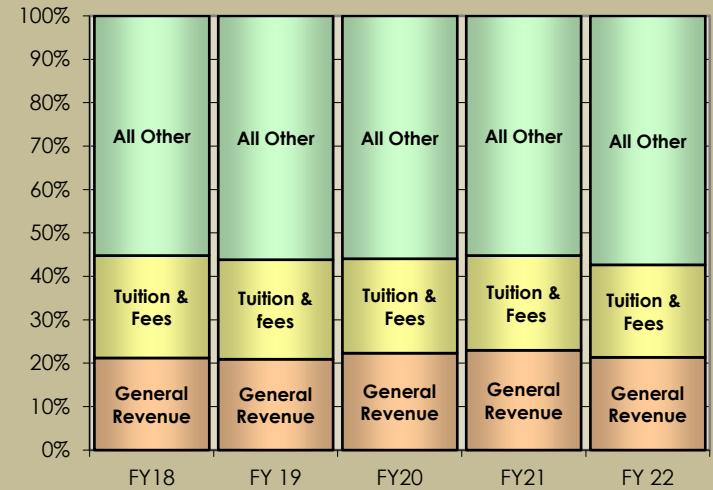 100%
90%
80%
70%
60%
50%
40%
30%
20%
10%
0%
All Other
All Other
All Other
All Other
All Other
Tuition &
Fees
Tuition &
fees
Tuition &
Fees
Tuition &
Fees
Tuition &
Fees
General
Revenue
General
Revenue
General
Revenue
General
Revenue
General
Revenue
FY18
FY 19
FY20
FY21
FY 22